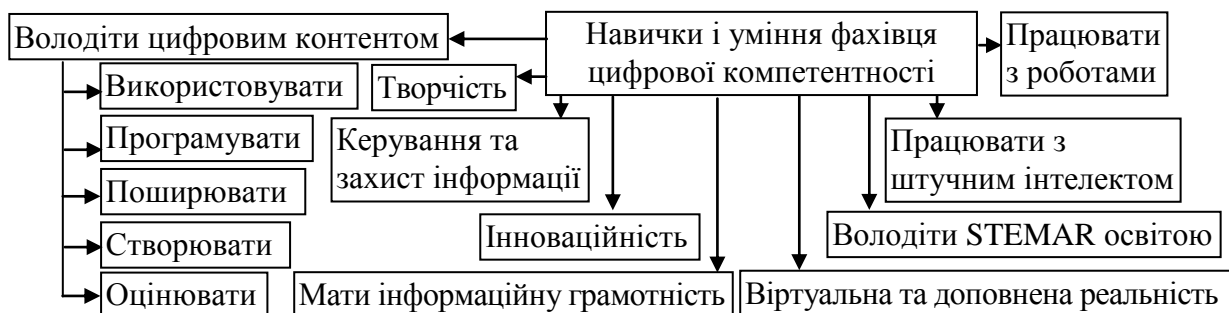 Володіти цифровим контентом
Використовувати
Програмувати
Поширювати
Створювати
Оцінювати
Навички і уміння фахівця
цифрової компетентності
Творчість
Керування та
захист інформації
Інноваційність
Мати інформаційну грамотність
Віртуальна та доповнена реальність
Володіти STEMAR освітою
Працювати з
штучним інтелектом
Працювати
з роботами